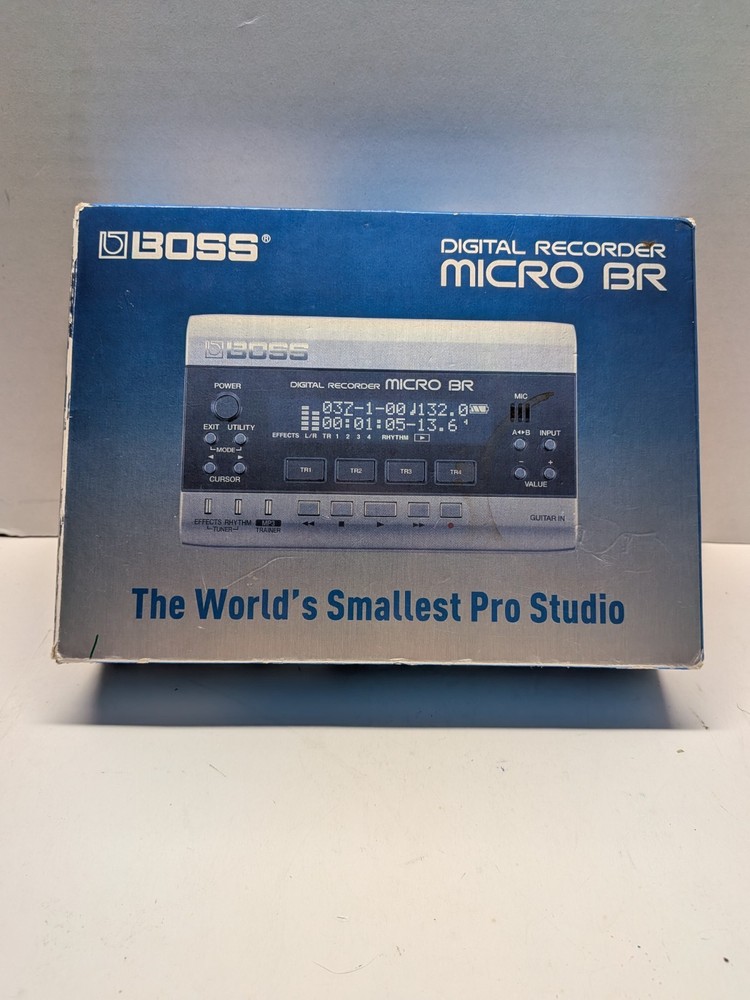 BOSS®
DIGITAL RECORDER
MICRO BR
BOSS
DIGITAL RECORDER MICRO BR
POWER
MIC
037-1-00♩132.0
00:01:05-13.6
EXIT UTILITY
A◄►B INPUT
EFFECTS L/R TR 1 2 3 4 RHYTHM
MODE
TR1 TR2 TR3 TR4
- +
CURSOR
VALUE
EFFECTS RHYTHM MP3
TUNER TRAINER
◄◄ ■ ► ►► ●
GUITAR IN
The World's Smallest Pro Studio